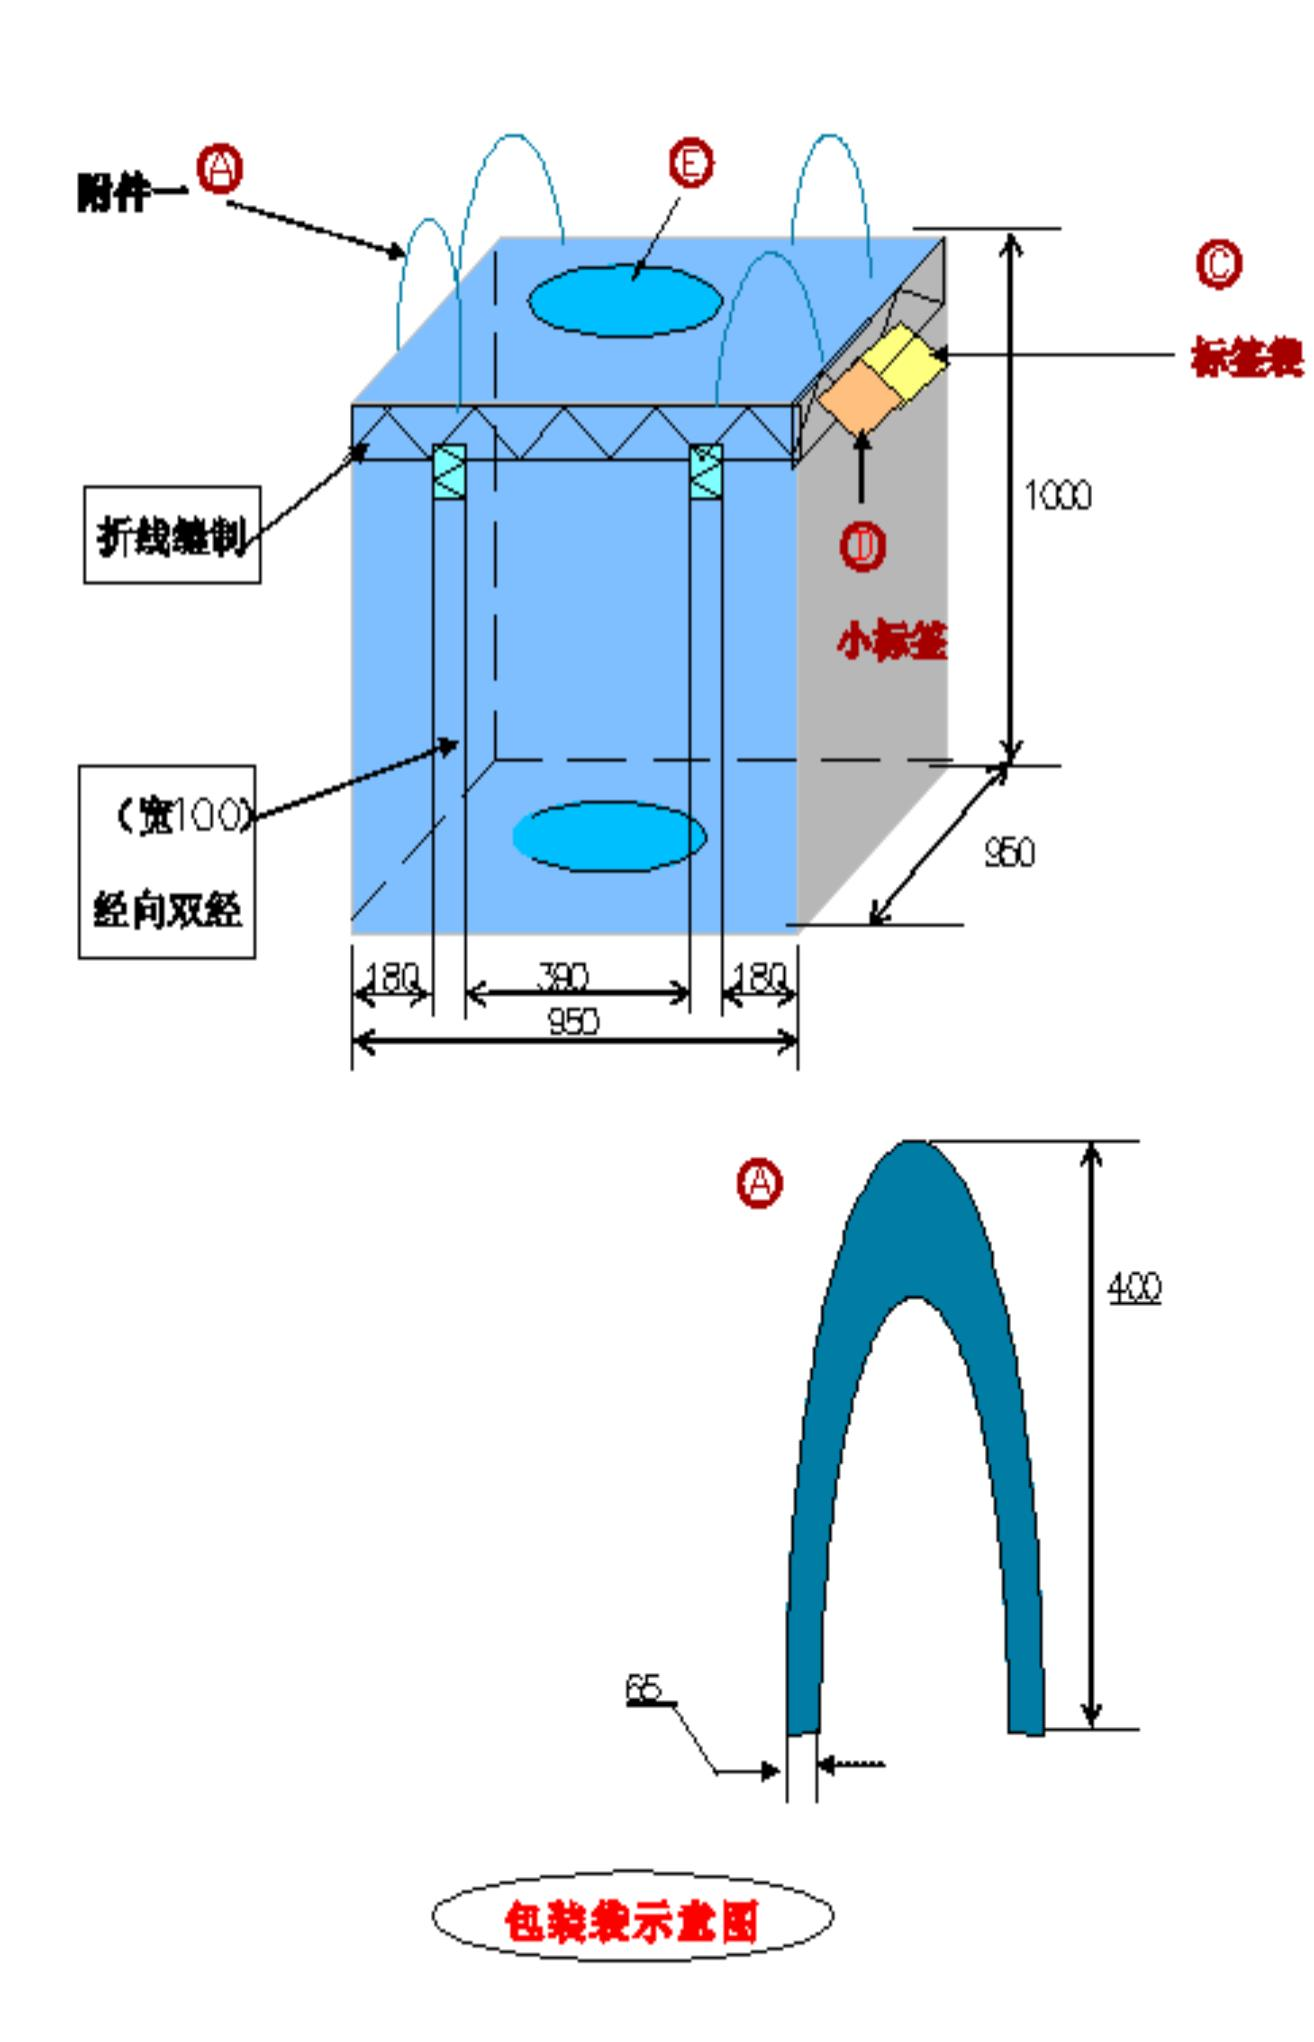 附件一 A
E
C
标签袋
1000
折线缝制
D
小标签
（宽100）
经向双经
950
180
390
180
950
A
400
65
包装袋示意图